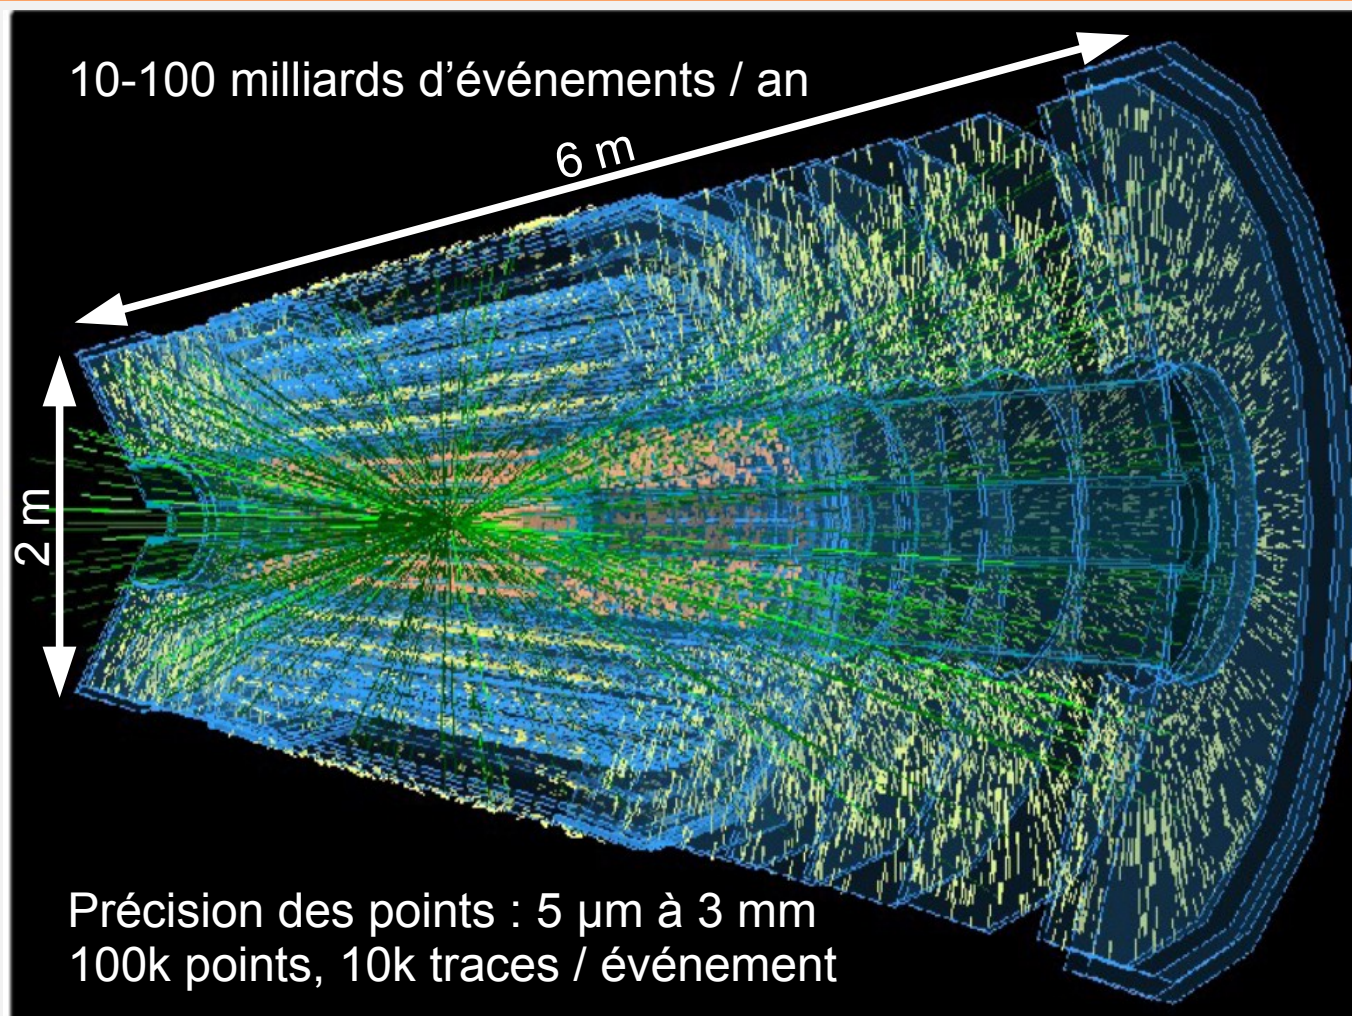 10-100 milliards d’événements / an
6 m
2 m
Précision des points : 5 µm à 3 mm
100k points, 10k traces / événement